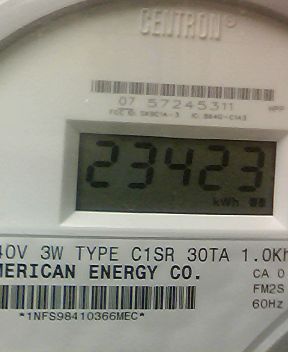 CENTRON®
07 57245311
23423
kWh
40V 3W TYPE C1SR 30TA 1.0Kh
MERICAN ENERGY CO.
CA 0
FM2S
60Hz
*1NFS98410366MEC*